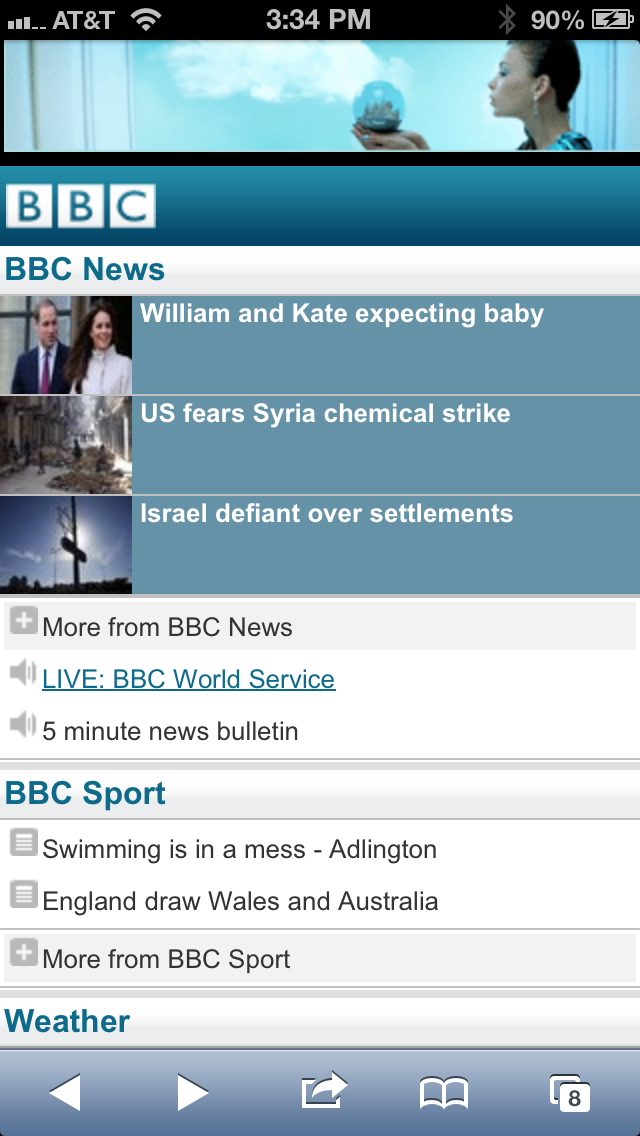 AT&T 3:34 PM 90%
BBC
BBC News
William and Kate expecting baby
US fears Syria chemical strike
Israel defiant over settlements
More from BBC News
LIVE: BBC World Service
5 minute news bulletin
BBC Sport
Swimming is in a mess - Adlington
England draw Wales and Australia
More from BBC Sport
Weather
8